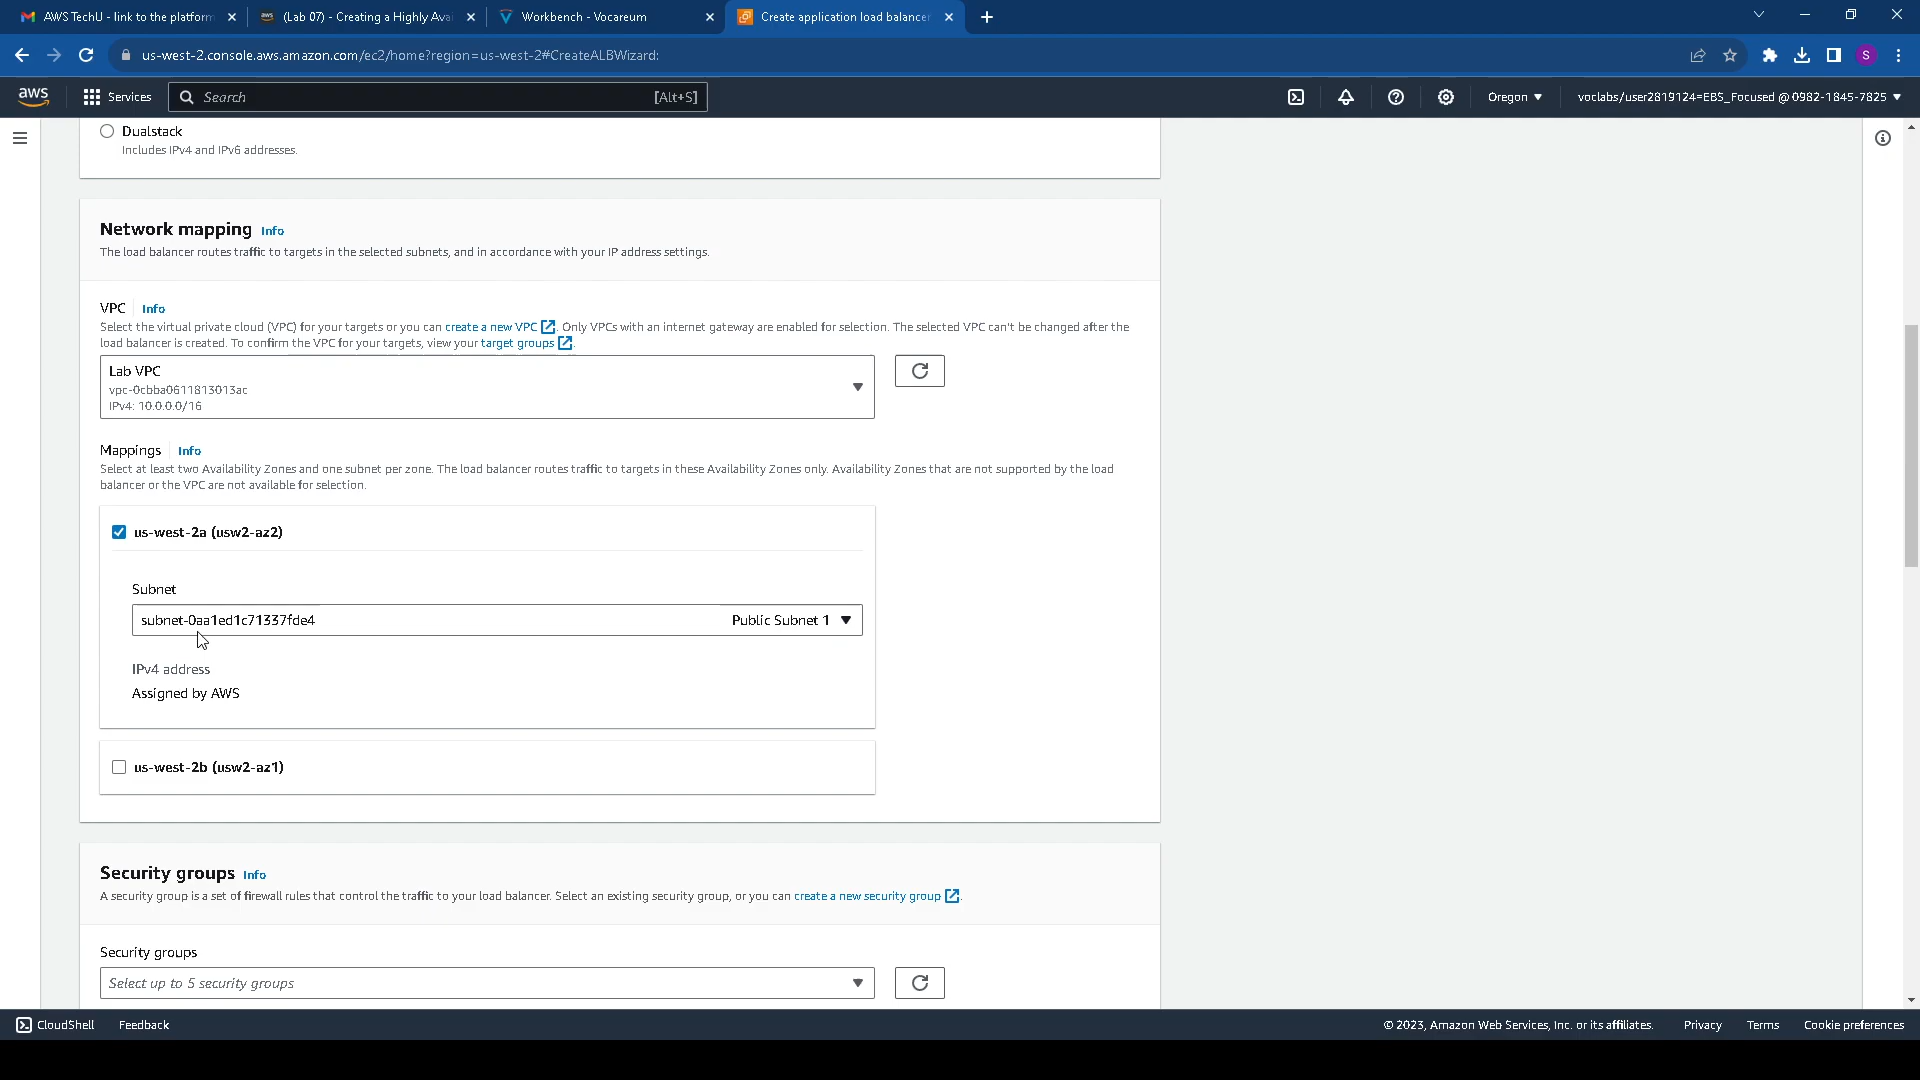 AWS TechU - link to the platform
(Lab 07) - Creating a Highly Avai
Workbench - Vocareum
Create application load balancer
us-west-2.console.aws.amazon.com/ec2/home?region=us-west-2#CreateALBWizard:
S
aws
Services
Search
[Alt+S]
Oregon
voclabs/user2819124=EBS_Focused @ 0982-1845-7825
Dualstack
Includes IPv4 and IPv6 addresses.
Network mapping Info
The load balancer routes traffic to targets in the selected subnets, and in accordance with your IP address settings.
VPC Info
Select the virtual private cloud (VPC) for your targets or you can create a new VPC. Only VPCs with an internet gateway are enabled for selection. The selected VPC can't be changed after the
load balancer is created. To confirm the VPC for your targets, view your target groups.
Lab VPC
vpc-0cbba0611813013ac
IPv4: 10.0.0.0/16
Mappings Info
Select at least two Availability Zones and one subnet per zone. The load balancer routes traffic to targets in these Availability Zones only. Availability Zones that are not supported by the load
balancer or the VPC are not available for selection.
us-west-2a (usw2-az2)
Subnet
subnet-0aa1ed1c71337fde4
Public Subnet 1
IPv4 address
Assigned by AWS
us-west-2b (usw2-az1)
Security groups Info
A security group is a set of firewall rules that control the traffic to your load balancer. Select an existing security group, or you can create a new security group.
Security groups
Select up to 5 security groups
CloudShell
Feedback
© 2023, Amazon Web Services, Inc. or its affiliates.
Privacy
Terms
Cookie preferences